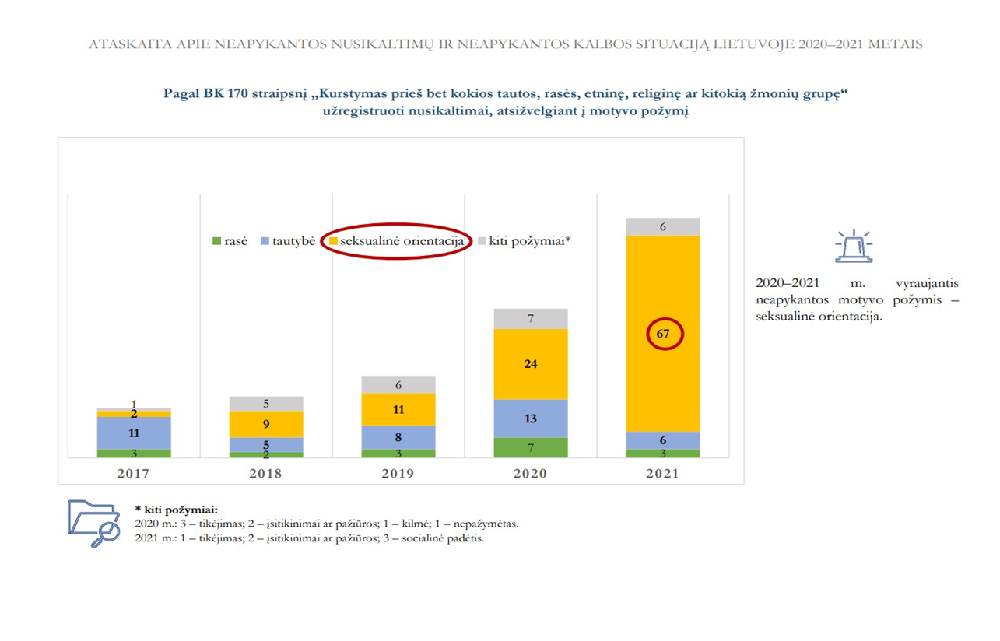 ATASKAITA APIE NEAPYKANTOS NUSIKALTIMŲ IR NEAPYKANTOS KALBOS SITUACIJĄ LIETUVOJE 2020–2021 METAIS
Pagal BK 170 straipsnį „Kurstymas prieš bet kokios tautos, rasės, etninę, religinę ar kitokią žmonių grupę“
užregistruoti nusikaltimai, atsižvelgiant į motyvo požymį
rasė tautybė seksualinė orientacija kiti požymiai*
1
2
11
3
5
9
5
2
6
11
8
3
7
24
13
7
6
67
6
3
2017 2018 2019 2020 2021
2020–2021 m. vyraujantis
neapykantos motyvo požymis –
seksualinė orientacija.
* kiti požymiai:
2020 m.: 3 – tikėjimas; 2 – įsitikinimai ar pažiūros; 1 – kilmė; 1 – nepažymėtas.
2021 m.: 1 – tikėjimas; 2 – įsitikinimai ar pažiūros; 3 – socialinė padėtis.